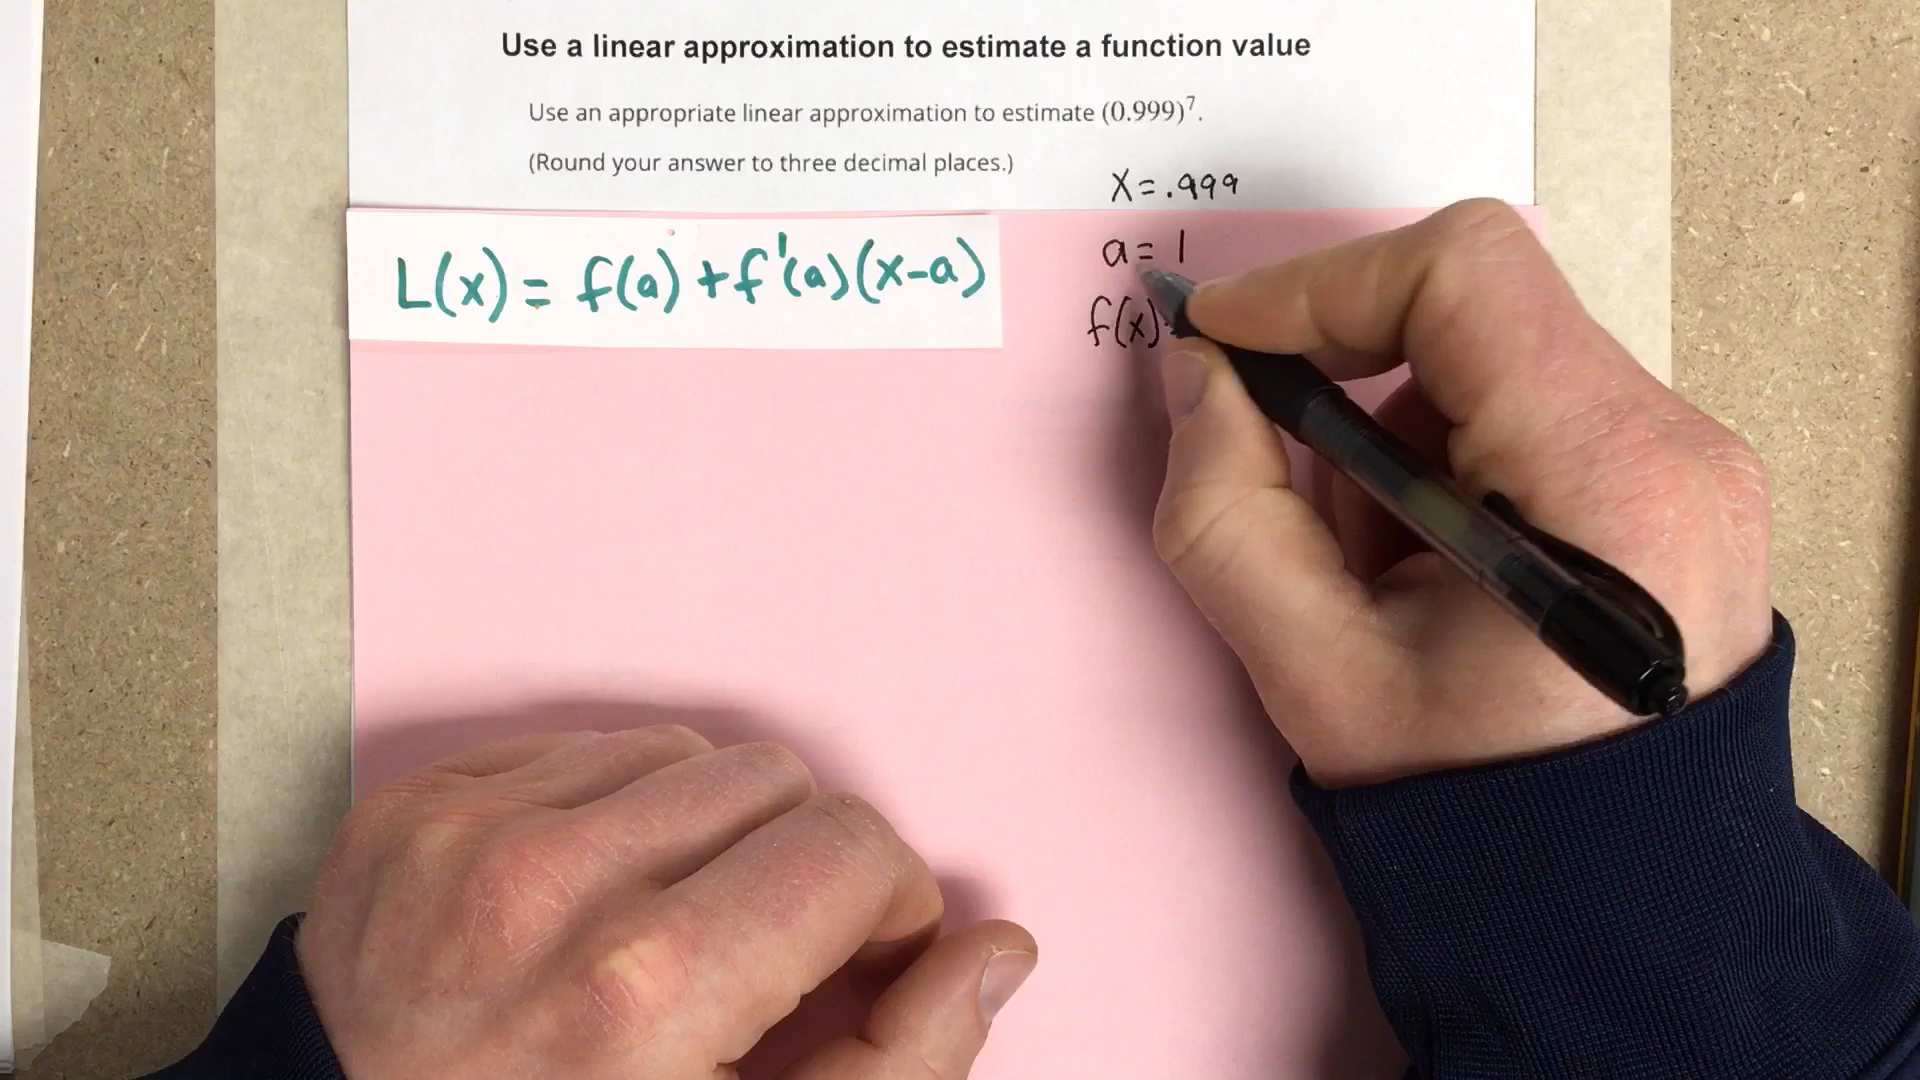 Use a linear approximation to estimate a function value
Use an appropriate linear approximation to estimate (0.999)⁷.
(Round your answer to three decimal places.)
x = .999
L(x) = f(a) + f'(a)(x-a)
a = 1
f(x)